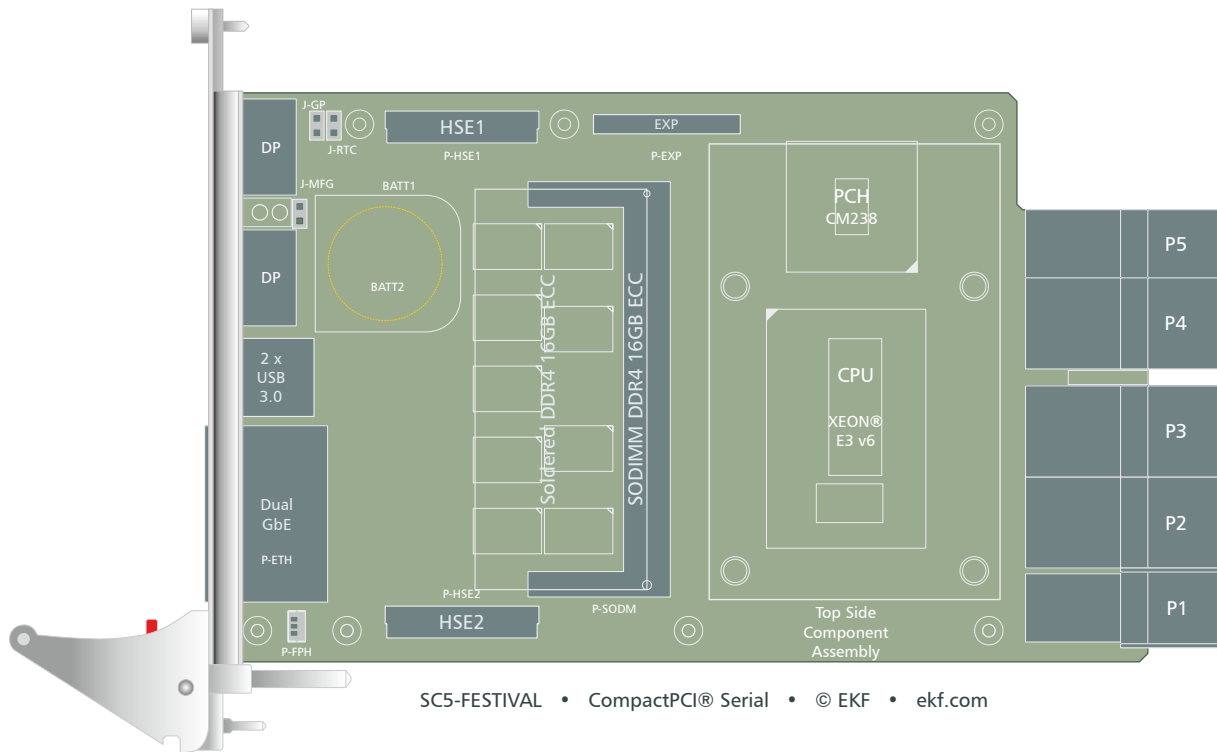 J-GP
DP
J-RTC
HSE1
P-HSE1
EXP
P-EXP
J-MFG
BATT1
BATT2
DP
2 x
USB
3.0
Dual
GbE
P-ETH
P-FPH
Soldered DDR4 16GB ECC
SODIMM DDR4 16GB ECC
P-HSE2
HSE2
P-SODM
PCH
CM238
CPU
XEON®
E3 v6
Top Side
Component
Assembly
P5
P4
P3
P2
P1
SC5-FESTIVAL • CompactPCI® Serial • © EKF • ekf.com